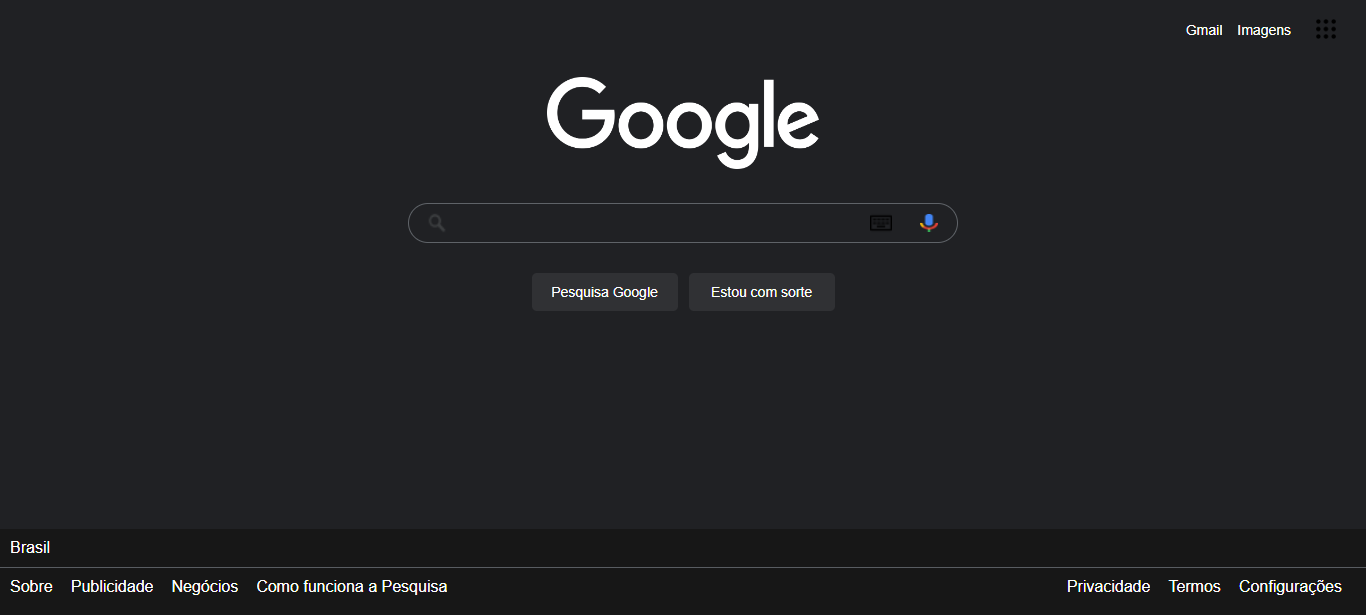 Gmail Imagens
Google
Pesquisa Google Estou com sorte
Brasil
Sobre Publicidade Negócios Como funciona a Pesquisa Privacidade Termos Configurações